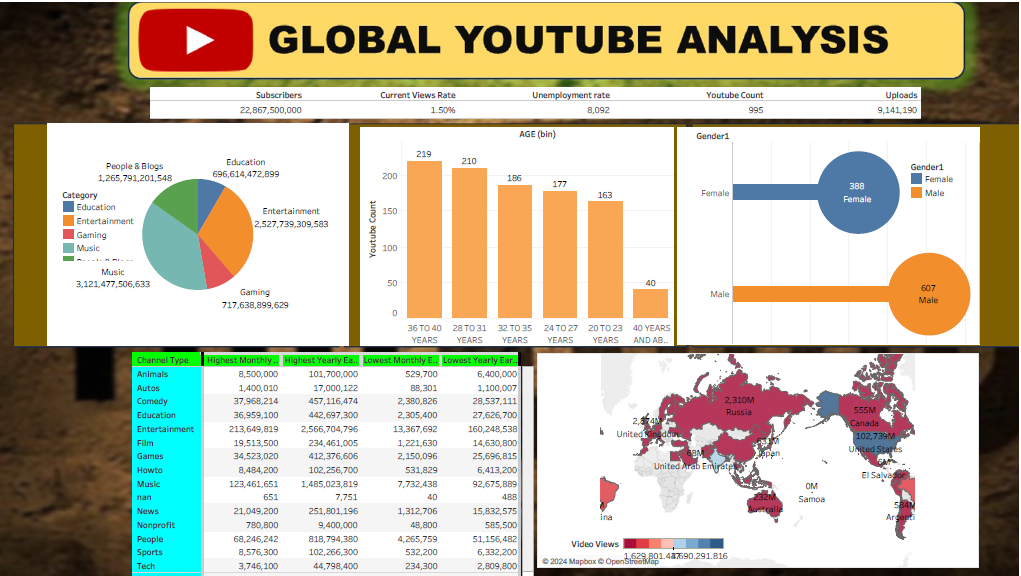 GLOBAL YOUTUBE ANALYSIS
Subscribers Current Views Rate Unemployment rate Youtube Count Uploads
22,867,500,000 1.50% 8,092 995 9,141,190
People & Blogs
1,265,791,201,548
Education
696,614,472,899
Entertainment
2,527,739,309,583
Gaming
717,638,899,629
Music
3,121,477,506,633
Category
Education
Entertainment
Gaming
Music
AGE (bin)
Youtube Count
200
150
100
50
0
219
210
186
177
163
40
36 TO 40 YEARS
28 TO 31 YEARS
32 TO 35 YEARS
24 TO 27 YEARS
20 TO 23 YEARS
40 YEARS AND AB..
Gender1
Female
388
Female
Male
607
Male
Gender1
Female
Male
Channel Type Highest Monthly .. Highest Yearly Ea.. Lowest Monthly E.. Lowest Yearly Ear..
Animals 8,500,000 101,700,000 529,700 6,400,000
Autos 1,400,010 17,000,122 88,301 1,100,007
Comedy 37,968,214 457,116,474 2,380,826 28,537,111
Education 36,959,100 442,697,300 2,305,400 27,626,700
Entertainment 213,649,819 2,566,704,796 13,367,692 160,248,538
Film 19,513,500 234,461,005 1,221,630 14,630,800
Games 34,523,020 412,376,606 2,150,096 25,696,815
Howto 8,484,200 102,256,700 531,829 6,413,200
Music 123,461,651 1,485,023,819 7,732,438 92,675,889
nan 651 7,751 40 488
News 21,049,200 251,801,196 1,312,706 15,832,575
Nonprofit 780,800 9,400,000 48,800 585,500
People 68,246,242 818,794,380 4,265,759 51,156,482
Sports 8,576,300 102,266,300 532,200 6,332,200
Tech 3,746,100 44,798,400 234,300 2,809,800
2,310M
Russia
United Kingdom
68M
United Arab Emirates
Japan
232M
Australia
0M
Samoa
555M
Canada
102,739M
United States
El Salvador
Argenti
ina
Video Views
© 2024 Mapbox © OpenStreetMap